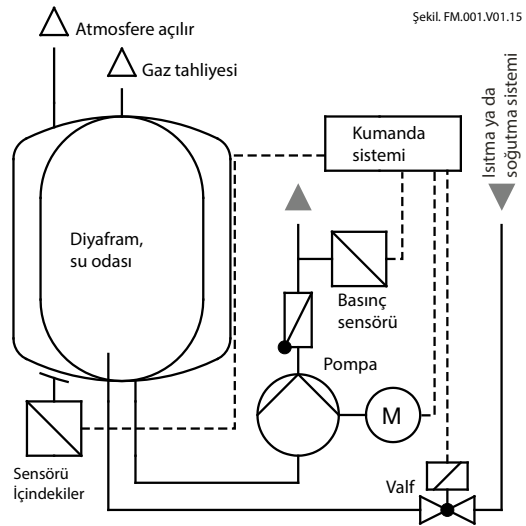 Şekil. FM.001.V01.15
Atmosfere açılır
Gaz tahliyesi
Isıtma ya da
soğutma sistemi
Kumanda
sistemi
Diyafram,
su odası
Basınç
sensörü
Pompa
M
Sensörü
İçindekiler
Valf